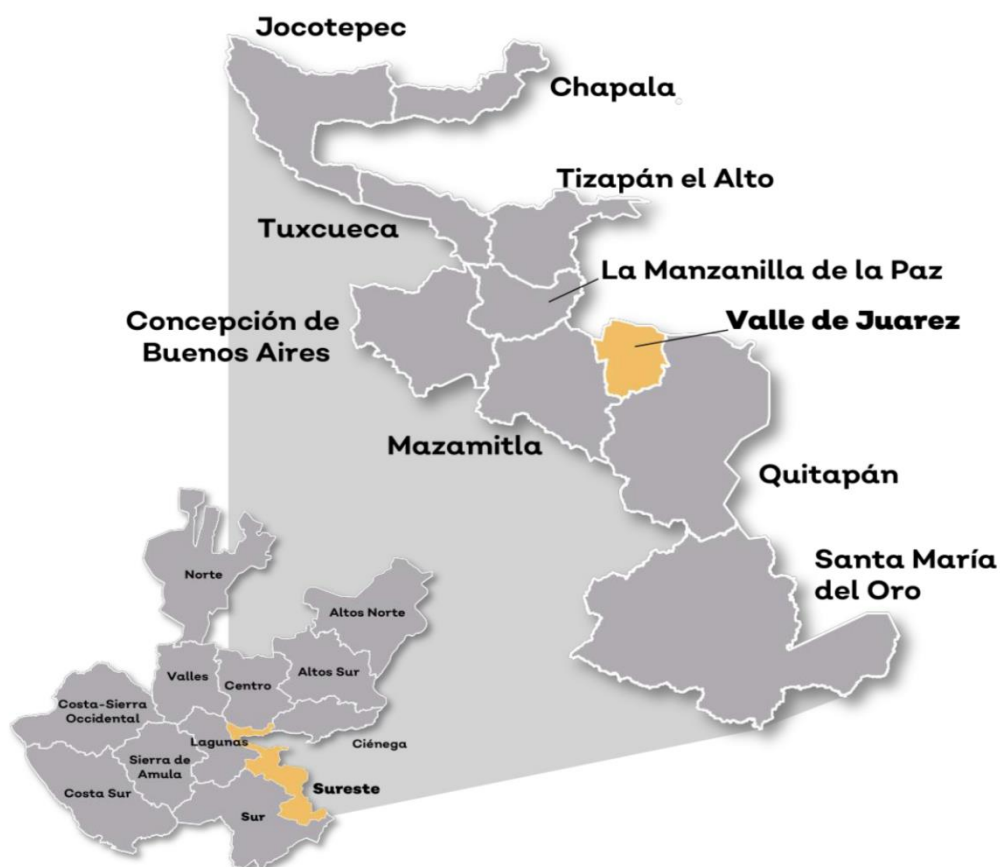 Jocotepec
Chapala
Tizapán el Alto
Tuxcueca
La Manzanilla de la Paz
Concepción de
Buenos Aires
Valle de Juarez
Mazamitla
Quitapán
Santa María
del Oro
Norte
Altos Norte
Valles
Centro
Altos Sur
Costa-Sierra
Occidental
Lagunas
Ciénega
Sierra de
Amula
Costa Sur
Sureste
Sur